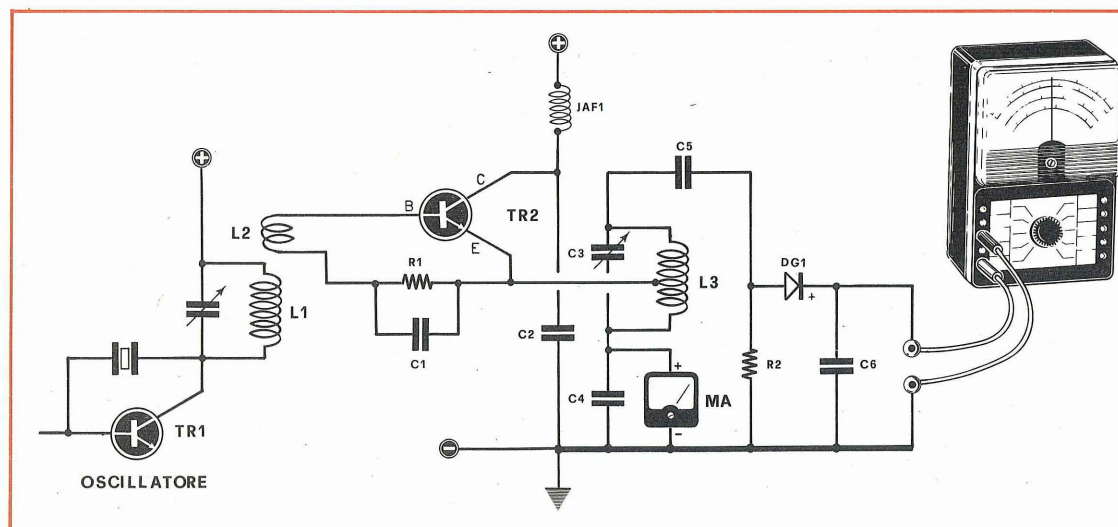 JAF1
C5
C
B
TR2
L2
E
C3
R1
DG1
L3
+
L1
C2
C1
R2
C6
+
C4
MA
TR1
-
OSCILLATORE